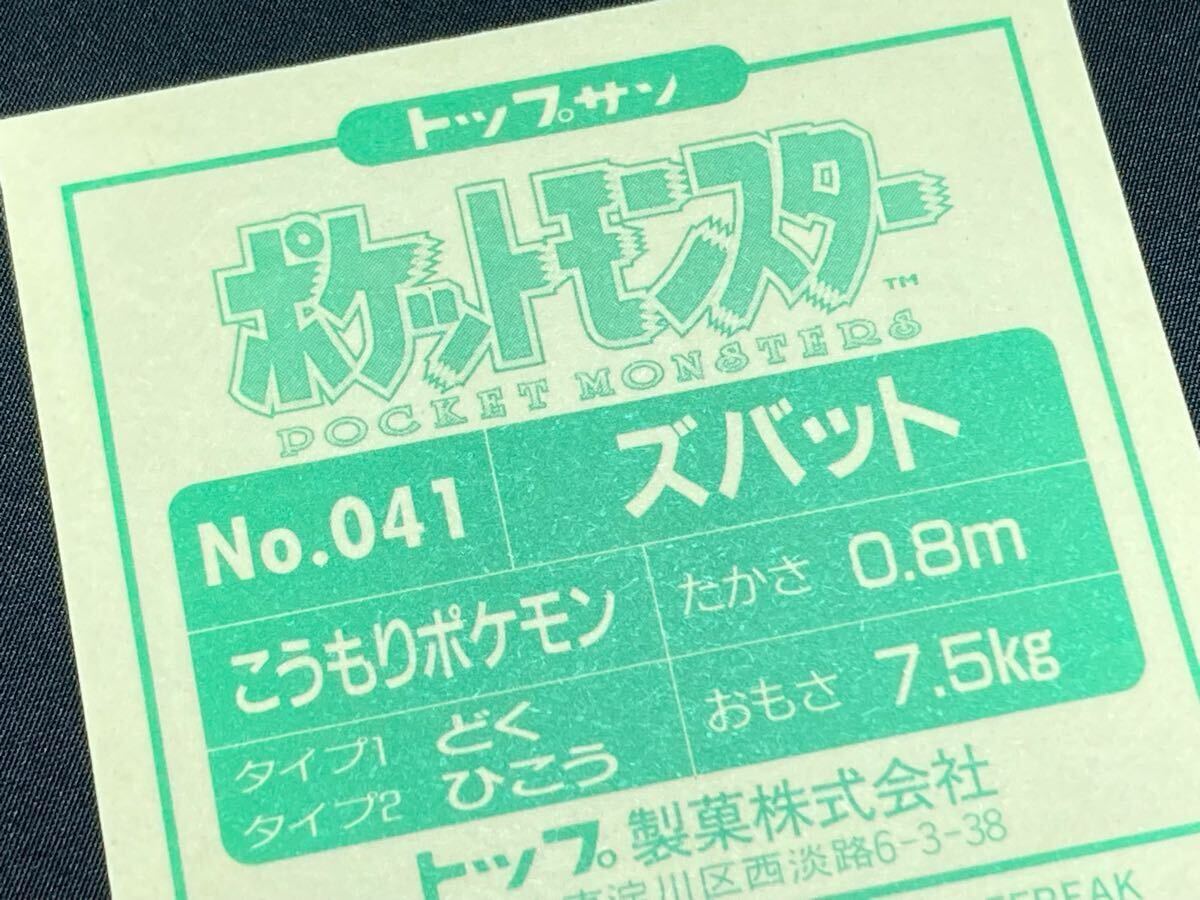 トップサン
ポケットモンスター™
POCKET MONSTERS
No.041 ズバット
こうもりポケモン たかさ 0.8m
タイプ1 どく おもさ 7.5kg
タイプ2 ひこう
トップ製菓株式会社
東淀川区西淡路6-3-38